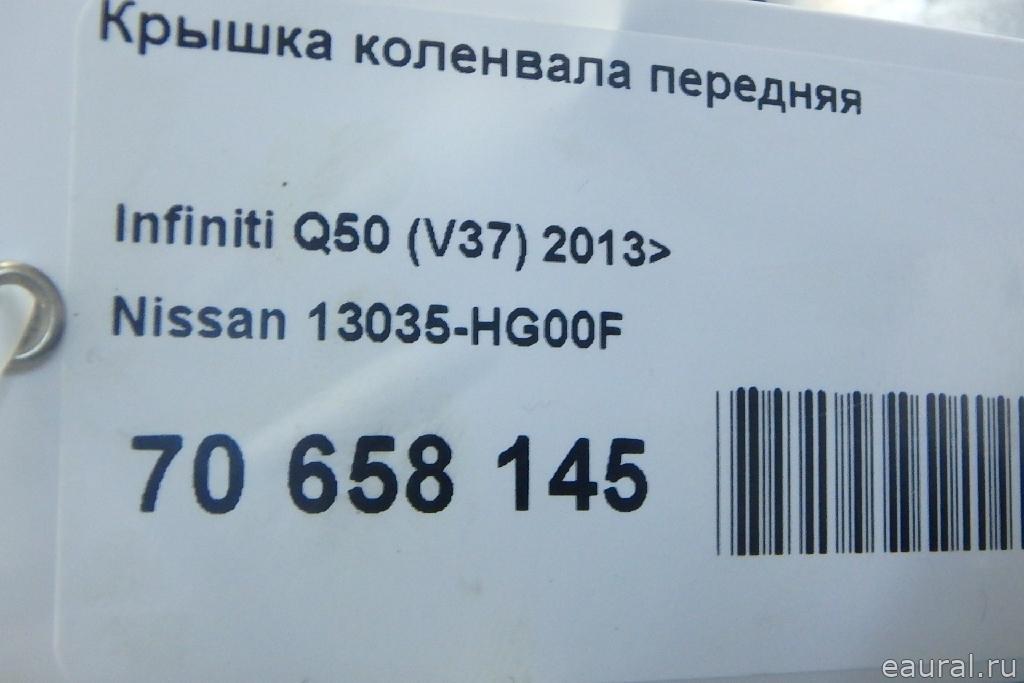 Крышка коленвала передняя
Infiniti Q50 (V37) 2013>
Nissan 13035-HG00F
70 658 145
eaural.ru